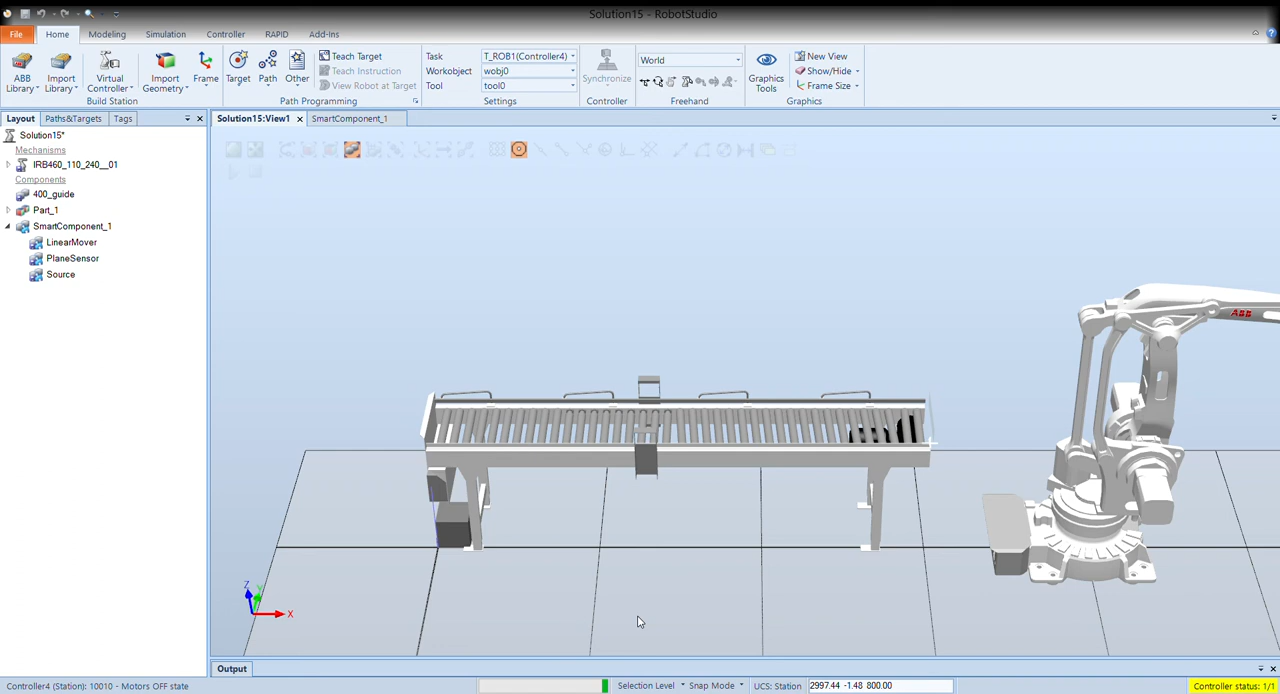 Solution15 - RobotStudio
File Home Modeling Simulation Controller RAPID Add-Ins
ABB Library
Import Library
Virtual Controller
Import Geometry
Frame
Build Station
Target
Path
Other
Teach Target
Teach Instruction
View Robot at Target
Path Programming
Task T_ROB1(Controller4)
Workobject wobj0
Tool tool0
Settings
Synchronize
Controller
World
Freehand
Graphics Tools
New View
Show/Hide
Frame Size
Graphics
Layout Paths&Targets Tags
Solution15:View1 SmartComponent_1
Solution15*
Mechanisms
IRB460_110_240__01
Components
400_guide
Part_1
SmartComponent_1
LinearMover
PlaneSensor
Source
ABB
Z
Y
X
Output
Controller4 (Station): 10010 - Motors OFF state
Selection Level Snap Mode UCS: Station 2997.44 -1.48 800.00 Controller status: 1/1